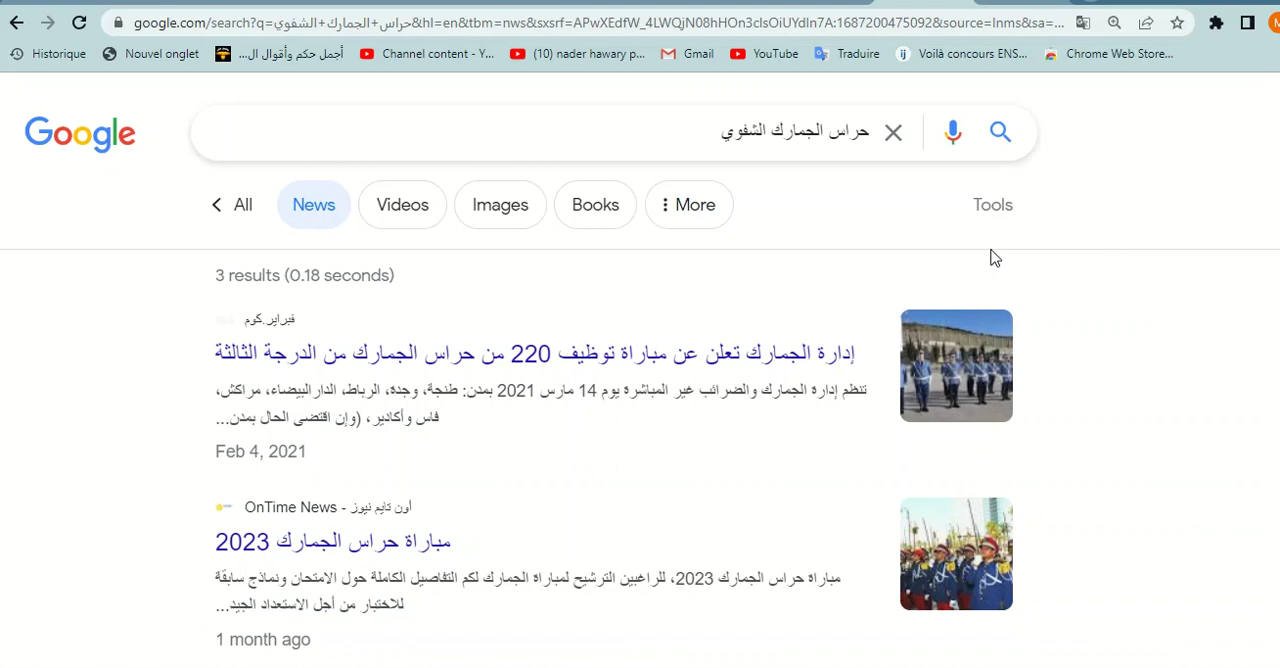 google.com/search?q=حراس+الجمارك+الشفوي&hl=en&tbm=nws&sxsrf=APwXEdfW_4LWQjN08hHOn3clsOiUYdln7A:1687200475092&source=lnms&sa=...
Historique Nouvel onglet أجمل حكم وأقوال ال... Channel content - Y... (10) nader hawary p... Gmail YouTube Traduire Voilà concours ENS... Chrome Web Store...
Google
حراس الجمارك الشفوي
All News Videos Images Books More Tools
3 results (0.18 seconds)
فبراير.كوم
إدارة الجمارك تعلن عن مباراة توظيف 220 من حراس الجمارك من الدرجة الثالثة
تنظم إدارة الجمارك والضرائب غير المباشرة يوم 14 مارس 2021 بمدن: طنجة، وجدة، الرباط، الدارالبيضاء، مراكش،
فاس وأكادير، (وإن اقتضى الحال بمدن...
Feb 4, 2021
OnTime News - أون تايم نيوز
مباراة حراس الجمارك 2023
مباراة حراس الجمارك 2023، للراغبين الترشيح لمباراة الجمارك لكم التفاصيل الكاملة حول الامتحان ونماذج سابقة
للاختبار من أجل الاستعداد الجيد...
1 month ago